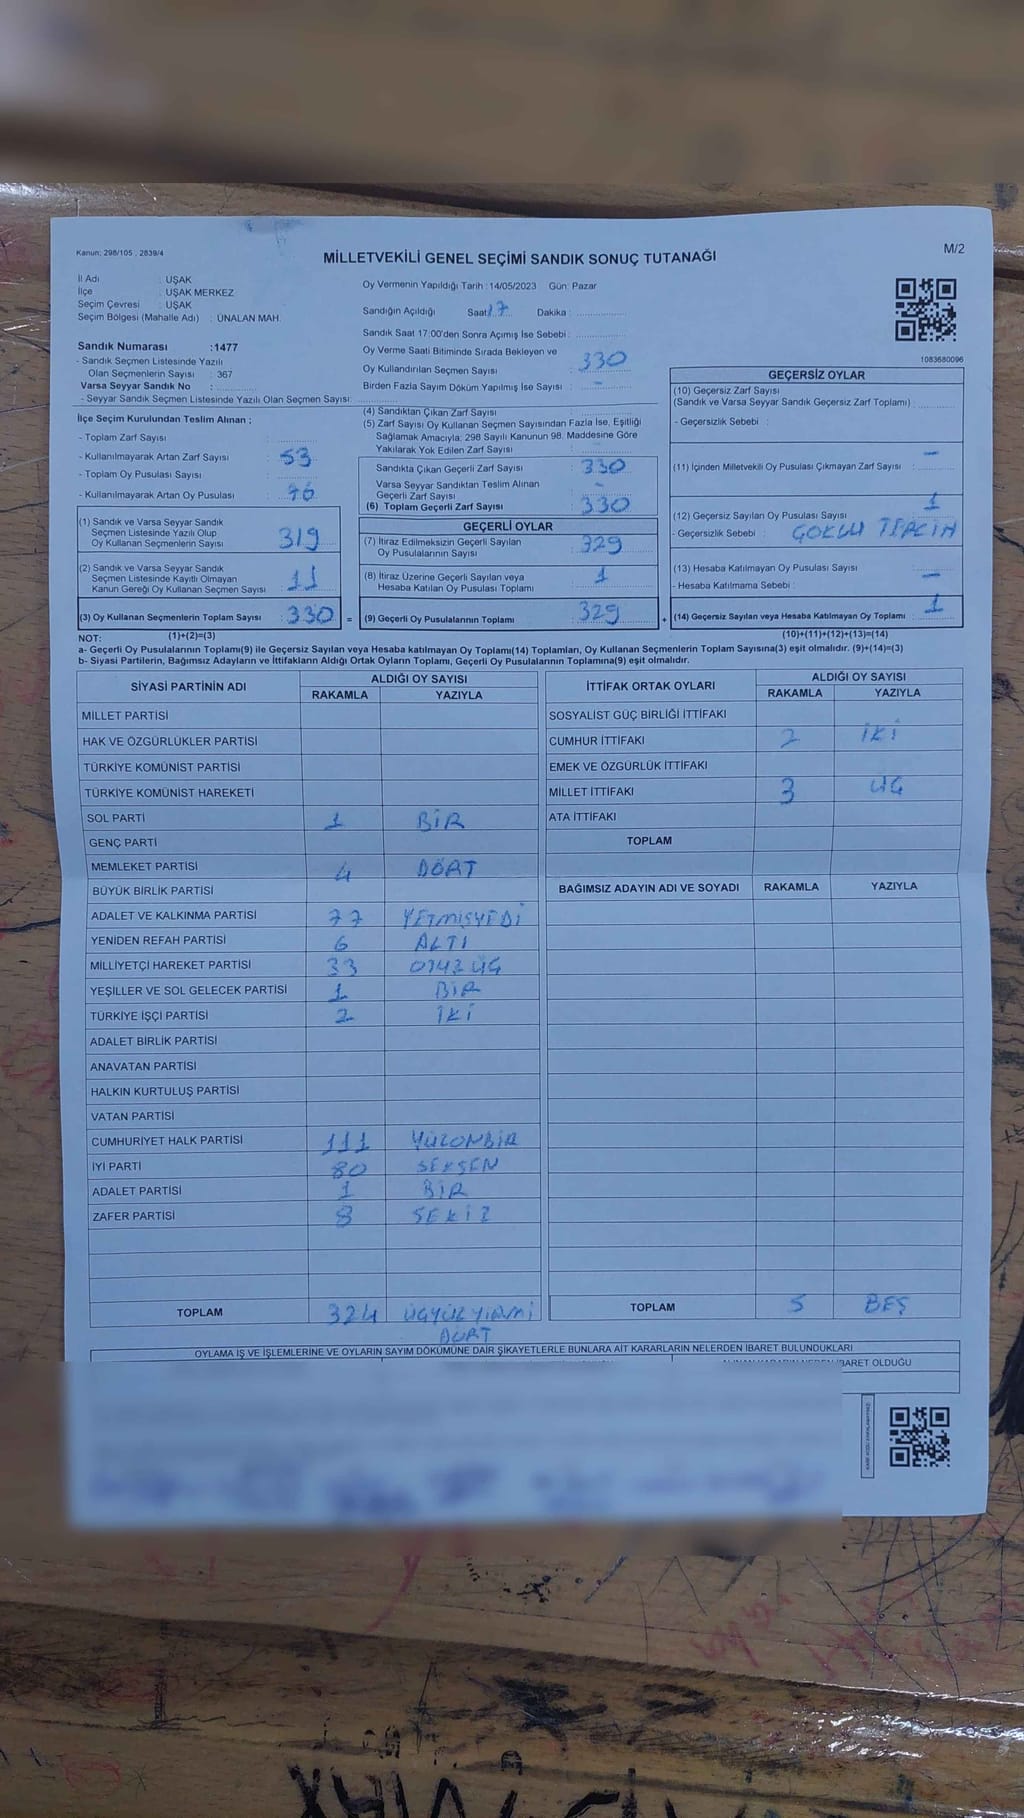 Kanun: 298/105 , 2839/4
MİLLETVEKİLİ GENEL SEÇİMİ SANDIK SONUÇ TUTANAĞI
M/2
İl Adı : UŞAK
İlçe : UŞAK MERKEZ
Seçim Çevresi : UŞAK
Seçim Bölgesi (Mahalle Adı) : ÜNALAN MAH.
Oy Vermenin Yapıldığı Tarih : 14/05/2023 Gün: Pazar
Sandığın Açıldığı Saat: 17 Dakika :
Sandık Saat 17:00'den Sonra Açımış İse Sebebi :
Sandık Numarası :1477
- Sandık Seçmen Listesinde Yazılı
Olan Seçmenlerin Sayısı : 367
Varsa Seyyar Sandık No :
- Seyyar Sandık Seçmen Listesinde Yazılı Olan Seçmen Sayısı:
Oy Verme Saati Bitiminde Sırada Bekleyen ve
Oy Kullandırılan Seçmen Sayısı : 330
Birden Fazla Sayım Döküm Yapılmış İse Sayısı : -
1083680096
İlçe Seçim Kurulundan Teslim Alınan ;
- Toplam Zarf Sayısı :
- Kullanılmayarak Artan Zarf Sayısı : 53
- Toplam Oy Pusulası Sayısı :
- Kullanılmayarak Artan Oy Pusulası : 76
(4) Sandıktan Çıkan Zarf Sayısı :
(5) Zarf Sayısı Oy Kullanan Seçmen Sayısından Fazla İse, Eşitliği
Sağlamak Amacıyla; 298 Sayılı Kanunun 98. Maddesine Göre
Yakılarak Yok Edilen Zarf Sayısı :
Sandıkta Çıkan Geçerli Zarf Sayısı : 330
Varsa Seyyar Sandıktan Teslim Alınan
Geçerli Zarf Sayısı : -
(6) Toplam Geçerli Zarf Sayısı : 330
GEÇERSİZ OYLAR
(10) Geçersiz Zarf Sayısı
(Sandık ve Varsa Seyyar Sandık Geçersiz Zarf Toplamı) :
- Geçersizlik Sebebi :
(11) İçinden Milletvekili Oy Pusulası Çıkmayan Zarf Sayısı : -
(12) Geçersiz Sayılan Oy Pusulası Sayısı : 1
- Geçersizlik Sebebi : ÇOKLU TERCİH
(13) Hesaba Katılmayan Oy Pusulası Sayısı : -
- Hesaba Katılmama Sebebi :
(1) Sandık ve Varsa Seyyar Sandık
Seçmen Listesinde Yazılı Olup
Oy Kullanan Seçmenlerin Sayısı : 319
(2) Sandık ve Varsa Seyyar Sandık
Seçmen Listesinde Kayıtlı Olmayan
Kanun Gereği Oy Kullanan Seçmen Sayısı : 11
GEÇERLİ OYLAR
(7) İtiraz Edilmeksizin Geçerli Sayılan
Oy Pusulalarının Sayısı : 329
(8) İtiraz Üzerine Geçerli Sayılan veya
Hesaba Katılan Oy Pusulası Toplamı : 1
(3) Oy Kullanan Seçmenlerin Toplam Sayısı : 330 = (9) Geçerli Oy Pusulalarının Toplamı : 329 + (14) Geçersiz Sayılan veya Hesaba Katılmayan Oy Toplamı : 1
NOT: (1)+(2)=(3) (10)+(11)+(12)+(13)=(14)
a- Geçerli Oy Pusulalarının Toplamı(9) ile Geçersiz Sayılan veya Hesaba katılmayan Oy Toplamı(14) Toplamları, Oy Kullanan Seçmenlerin Toplam Sayısına(3) eşit olmalıdır. (9)+(14)=(3)
b- Siyasi Partilerin, Bağımsız Adayların ve İttifakların Aldığı Ortak Oyların Toplamı, Geçerli Oy Pusulalarının Toplamına(9) eşit olmalıdır.
SİYASİ PARTİNİN ADI ALDIĞI OY SAYISI
RAKAMLA YAZIYLA
MİLLET PARTİSİ
HAK VE ÖZGÜRLÜKLER PARTİSİ
TÜRKİYE KOMÜNİST PARTİSİ
TÜRKİYE KOMÜNİST HAREKETİ
SOL PARTİ 1 BİR
GENÇ PARTİ
MEMLEKET PARTİSİ 4 DÖRT
BÜYÜK BİRLİK PARTİSİ
ADALET VE KALKINMA PARTİSİ 77 YETMİŞYEDİ
YENİDEN REFAH PARTİSİ 6 ALTI
MİLLİYETÇİ HAREKET PARTİSİ 33 OTUZ ÜÇ
YEŞİLLER VE SOL GELECEK PARTİSİ 1 BİR
TÜRKİYE İŞÇİ PARTİSİ 2 İKİ
ADALET BİRLİK PARTİSİ
ANAVATAN PARTİSİ
HALKIN KURTULUŞ PARTİSİ
VATAN PARTİSİ
CUMHURİYET HALK PARTİSİ 111 YÜZONBİR
İYİ PARTİ 80 SEKSEN
ADALET PARTİSİ 1 BİR
ZAFER PARTİSİ 8 SEKİZ
TOPLAM 324 ÜÇYÜZ YİRMİ
DÖRT
İTTİFAK ORTAK OYLARI ALDIĞI OY SAYISI
RAKAMLA YAZIYLA
SOSYALİST GÜÇ BİRLİĞİ İTTİFAKI
CUMHUR İTTİFAKI 2 İKİ
EMEK VE ÖZGÜRLÜK İTTİFAKI
MİLLET İTTİFAKI 3 ÜÇ
ATA İTTİFAKI
TOPLAM
BAĞIMSIZ ADAYIN ADI VE SOYADI RAKAMLA YAZIYLA
TOPLAM 5 BEŞ
OYLAMA İŞ VE İŞLEMLERİNE VE OYLARIN SAYIM DÖKÜMÜNE DAİR ŞİKAYETLERLE BUNLARA AİT KARARLARIN NELERDEN İBARET BULUNDUKLARI
İBARET OLDUĞU